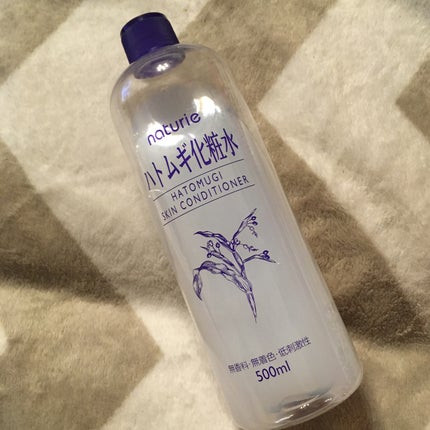 naturie
ハトムギ化粧水
HATOMUGI
SKIN CONDITIONER
無香料・無着色・低刺激性
500ml